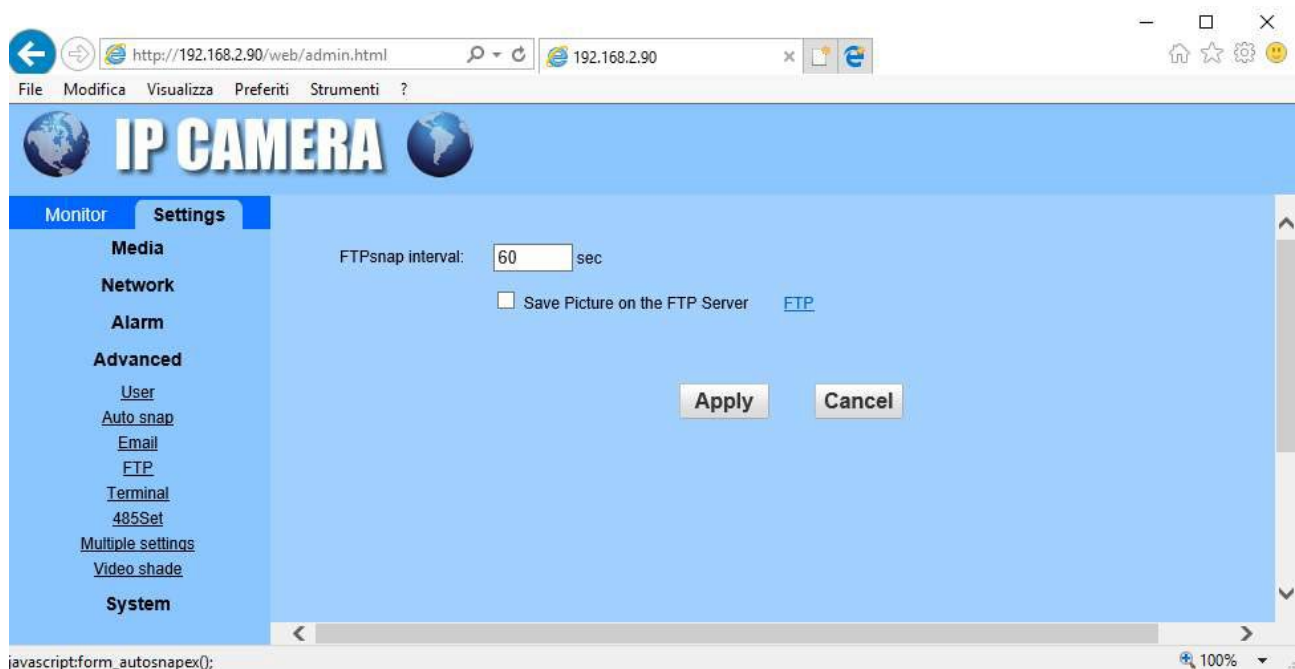 http://192.168.2.90/web/admin.html
192.168.2.90
File Modifica Visualizza Preferiti Strumenti ?
IP CAMERA
Monitor Settings
Media
Network
Alarm
Advanced
User
Auto snap
Email
FTP
Terminal
485Set
Multiple settings
Video shade
System
FTPsnap interval: 60 sec
Save Picture on the FTP Server FTP
Apply Cancel
javascript:form_autosnapex();
100%